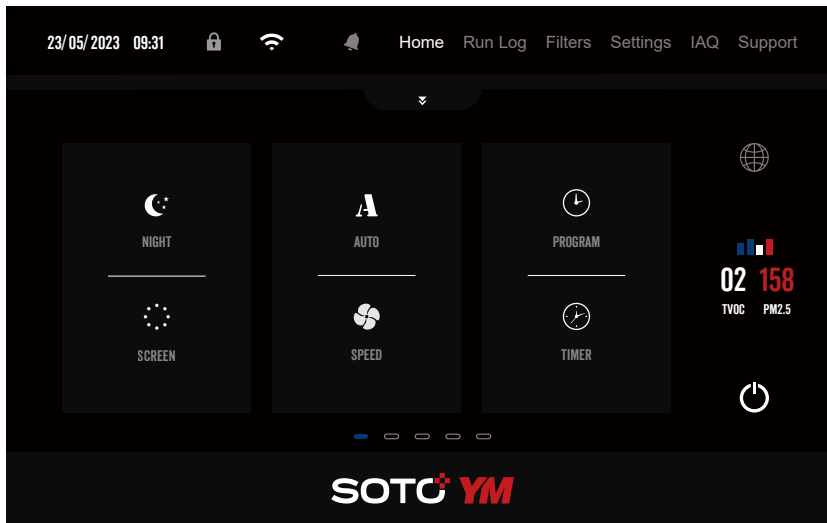 23/05/2023 09:31 Home Run Log Filters Settings IAQ Support
NIGHT AUTO PROGRAM
02 158
TVOC PM2.5
SCREEN SPEED TIMER
SOTO YM